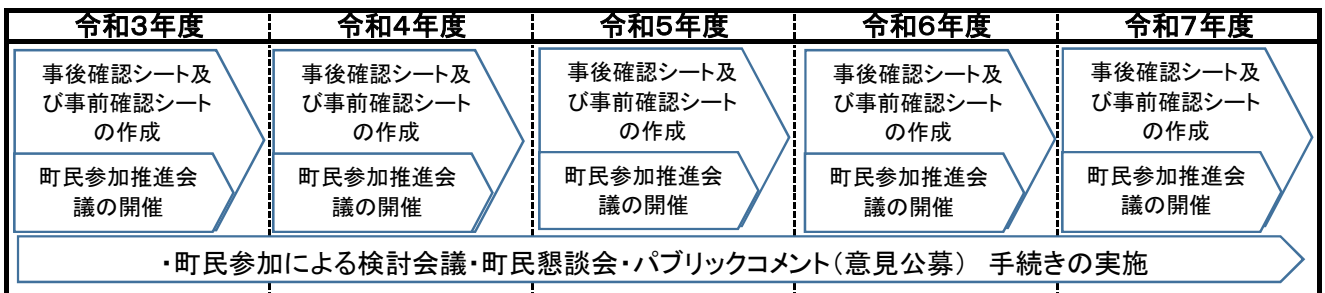 令和3年度 令和4年度 令和5年度 令和6年度 令和7年度
事後確認シート及
び事前確認シート
の作成
町民参加推進会
議の開催
事後確認シート及
び事前確認シート
の作成
町民参加推進会
議の開催
事後確認シート及
び事前確認シート
の作成
町民参加推進会
議の開催
事後確認シート及
び事前確認シート
の作成
町民参加推進会
議の開催
事後確認シート及
び事前確認シート
の作成
町民参加推進会
議の開催
・町民参加による検討会議・町民懇談会・パブリックコメント(意見公募) 手続きの実施